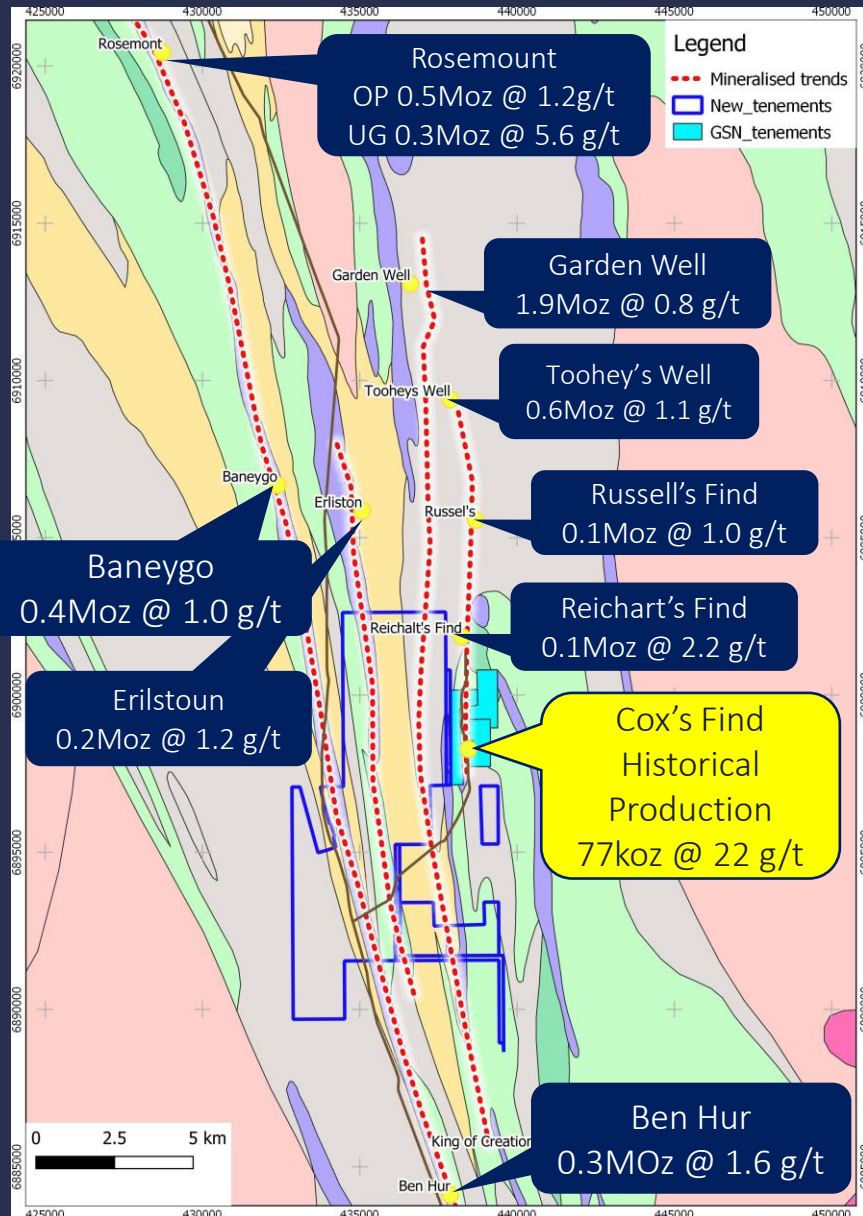 425000
430000
435000
440000
445000
450000
6920000
6920000
Rosemont
Rosemount
OP 0.5Moz @ 1.2g/t
UG 0.3Moz @ 5.6 g/t
Legend
Mineralised trends
New_tenements
GSN_tenements
6915000
Garden Well
Garden Well
1.9Moz @ 0.8 g/t
6910000
6910000
Tooheys Well
Toohey's Well
0.6Moz @ 1.1 g/t
Baneygo
Erliston
Russel's
Russell's Find
0.1Moz @ 1.0 g/t
Baneygo
0.4Moz @ 1.0 g/t
Reichalt's Find
Reichart's Find
0.1Moz @ 2.2 g/t
Erilstoun
0.2Moz @ 1.2 g/t
6900000
6900000
Cox's Find
Historical
Production
77koz @ 22 g/t
6895000
6895000
6890000
0 2.5 5 km
King of Creation
Ben Hur
0.3MOz @ 1.6 g/t
Ben Hur
6885000
6885000
425000
430000
435000
440000
445000
450000